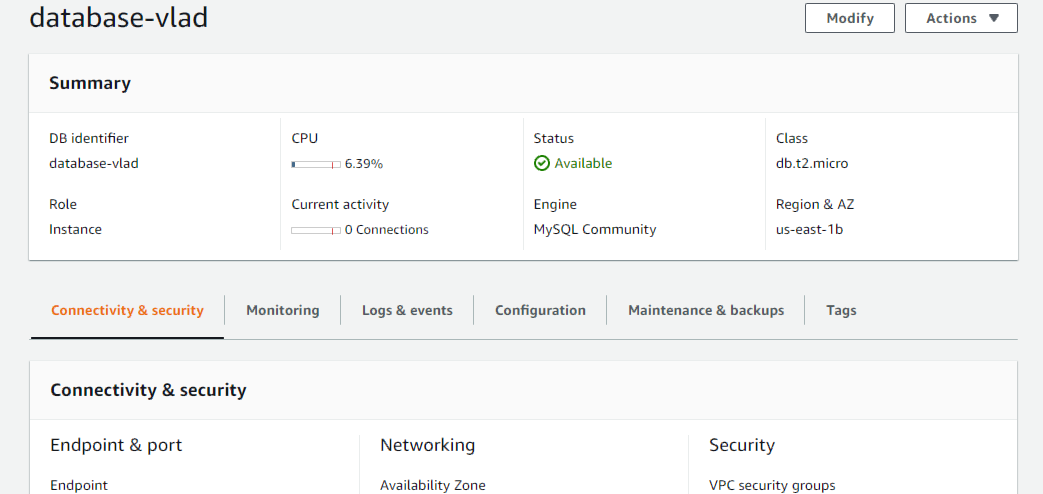 database-vlad
Modify
Actions
Summary
DB identifier
CPU
Status
Class
database-vlad
6.39%
Available
db.t2.micro
Role
Current activity
Engine
Region & AZ
Instance
0 Connections
MySQL Community
us-east-1b
Connectivity & security
Monitoring
Logs & events
Configuration
Maintenance & backups
Tags
Connectivity & security
Endpoint & port
Networking
Security
Endpoint
Availability Zone
VPC security groups